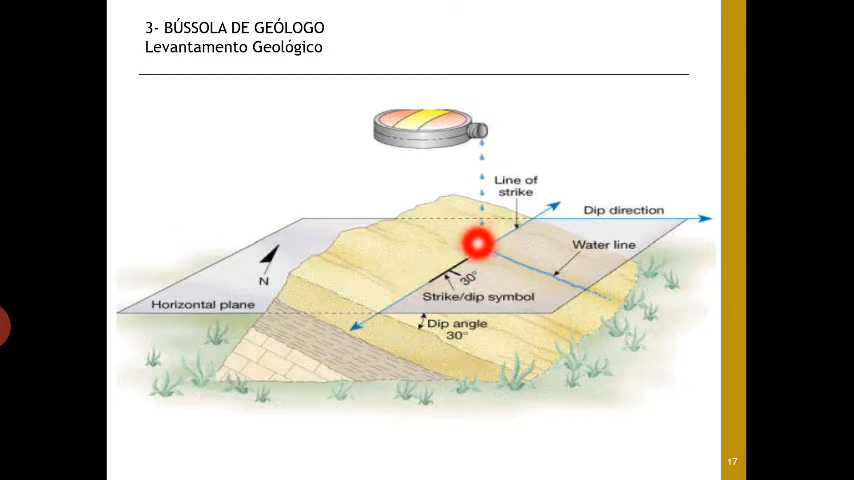 3- BÚSSOLA DE GEÓLOGO
Levantamento Geológico
Line of
strike
Dip direction
Water line
N
30°
Strike/dip symbol
Horizontal plane
Dip angle
30°
17